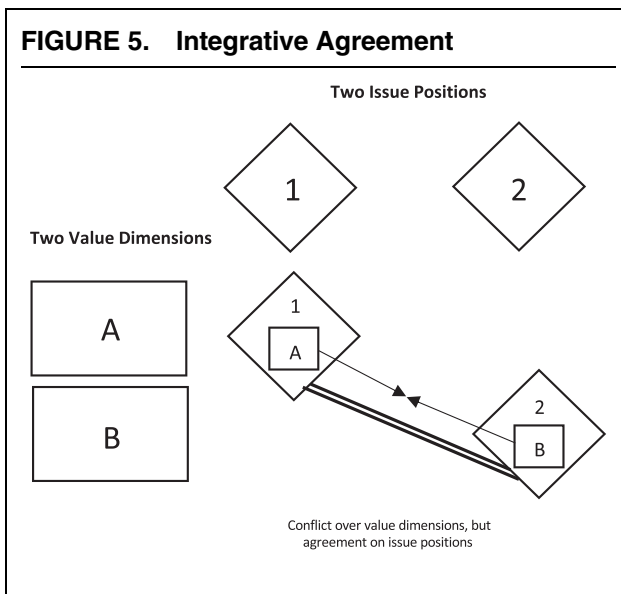 FIGURE 5. Integrative Agreement
Two Issue Positions
1
2
Two Value Dimensions
A
B
1
A
2
B
Conflict over value dimensions, but
agreement on issue positions